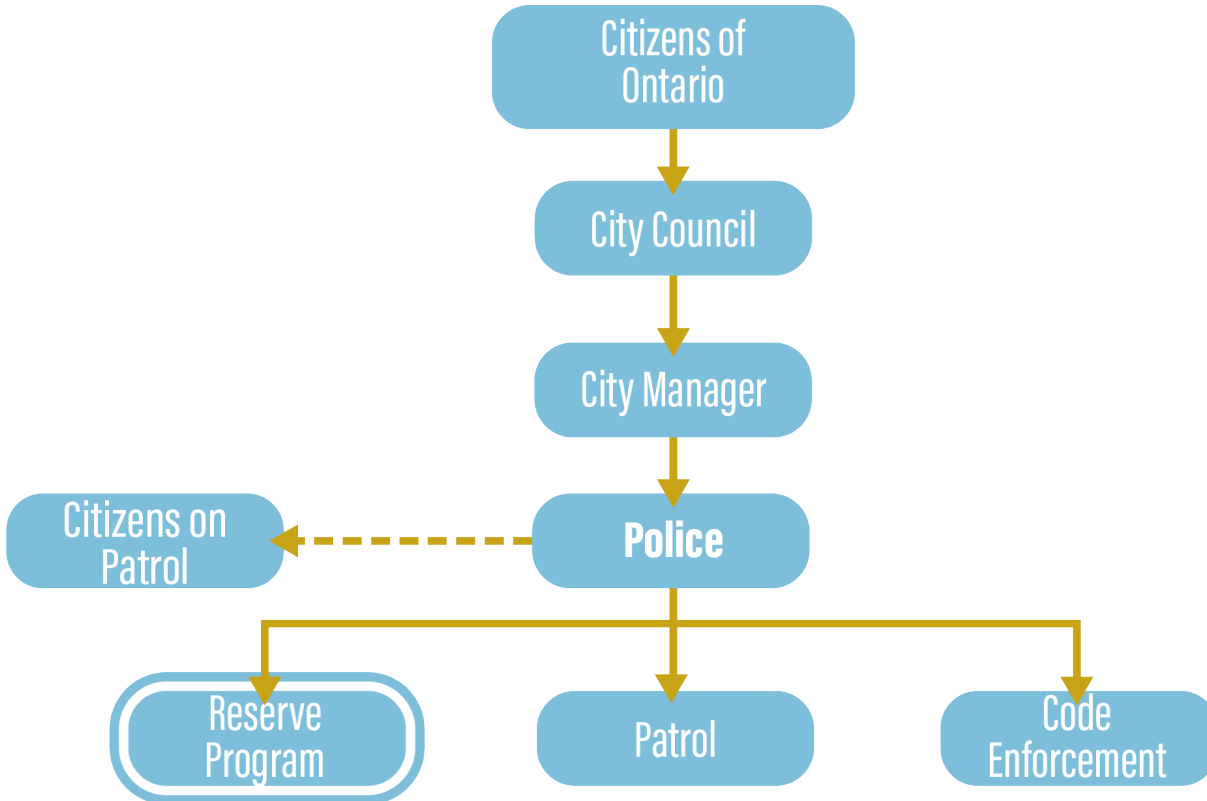 Citizens of
Ontario
City Council
City Manager
Citizens on
Patrol
Police
Reserve
Program
Patrol
Code
Enforcement